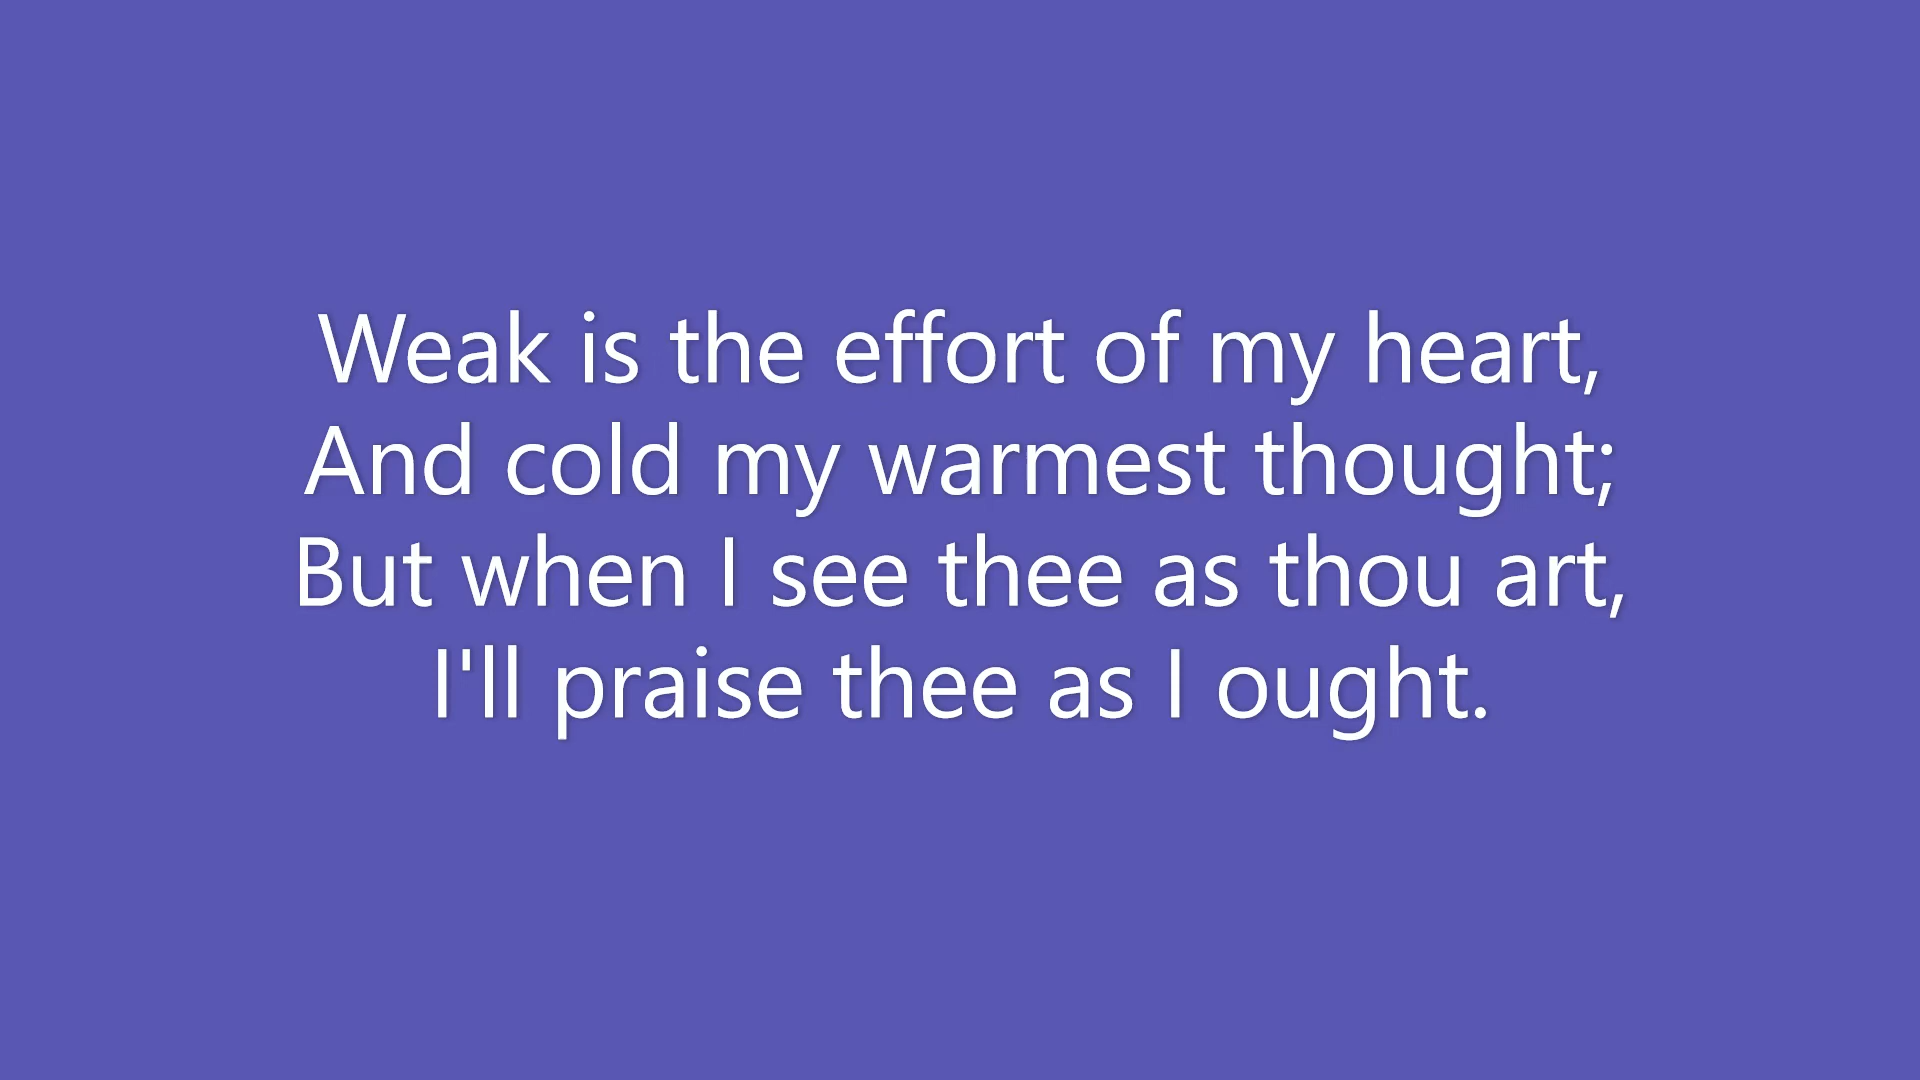 Weak is the effort of my heart,
And cold my warmest thought;
But when I see thee as thou art,
I'll praise thee as I ought.